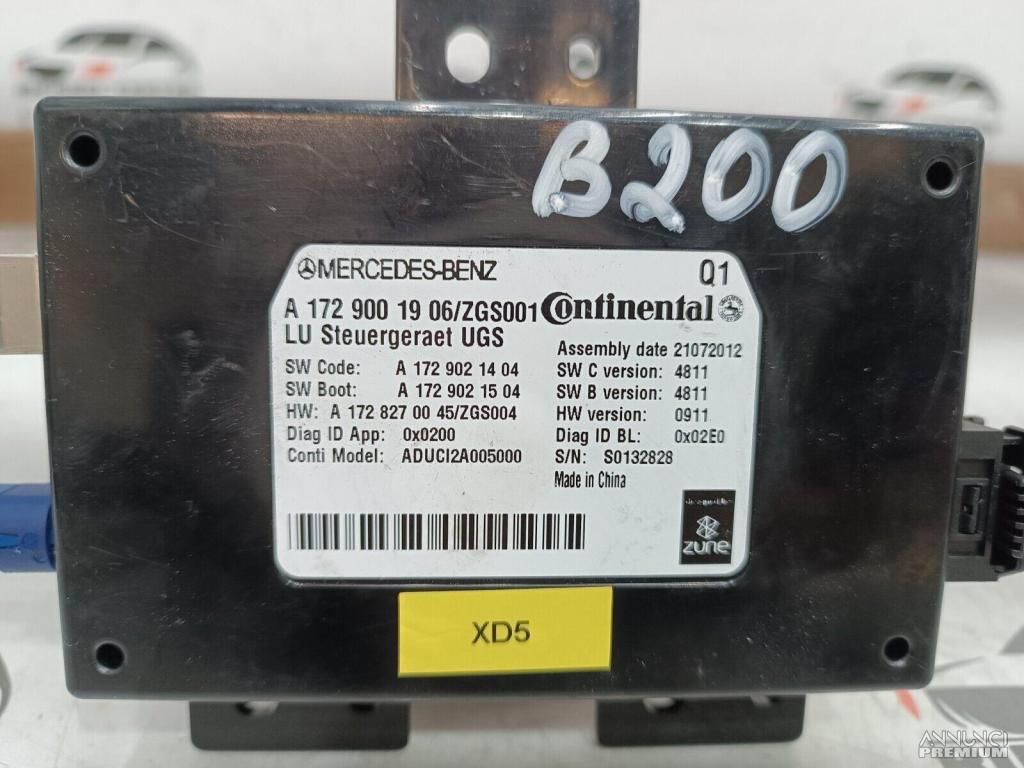 B200
MERCEDES-BENZ Q1
A 172 900 19 06/ZGS001 Continental
LU Steuergeraet UGS
Assembly date 21072012
SW Code: A 172 902 14 04 SW C version: 4811
SW Boot: A 172 902 15 04 SW B version: 4811
HW: A 172 827 00 45/ZGS004 HW version: 0911
Diag ID App: 0x0200 Diag ID BL: 0x02E0
Conti Model: ADUCI2A005000 S/N: S0132828
Made in China
zune
XD5
ANNUNCI
PREMIUM